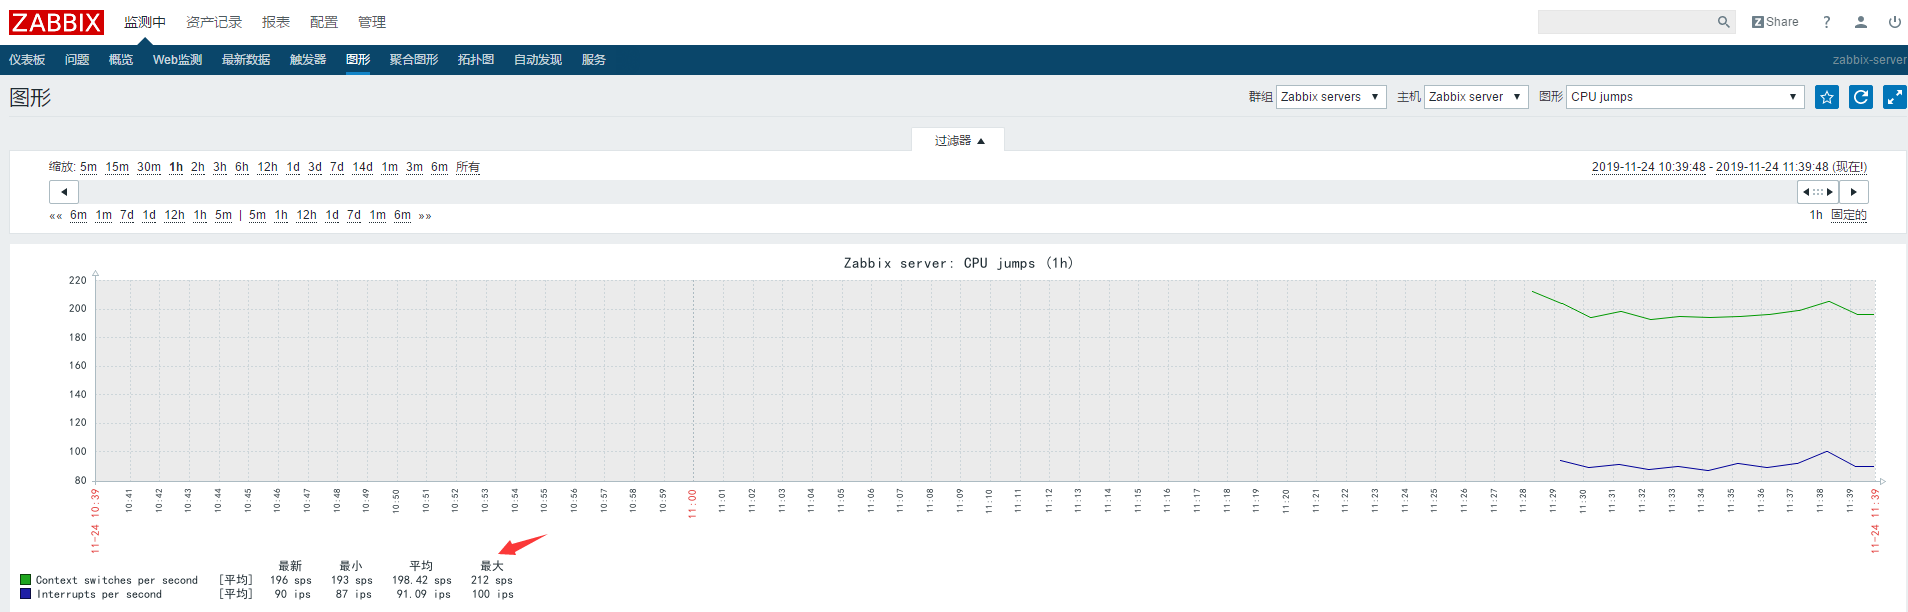 ZABBIX 监测中 资产记录 报表 配置 管理 Z Share ?
仪表板 问题 概览 Web监测 最新数据 触发器 图形 聚合图形 拓扑图 自动发现 服务 zabbix-server
图形 群组 Zabbix servers 主机 Zabbix server 图形 CPU jumps
过滤器
缩放: 5m 15m 30m 1h 2h 3h 6h 12h 1d 3d 7d 14d 1m 3m 6m 所有 2019-11-24 10:39:48 - 2019-11-24 11:39:48 (现在!)
«« 6m 1m 7d 1d 12h 1h 5m | 5m 1h 12h 1d 7d 1m 6m »» 1h 固定的
Zabbix server: CPU jumps (1h)
220
200
180
160
140
120
100
80
11-24 10:39 10:41 10:42 10:43 10:44 10:45 10:46 10:47 10:48 10:49 10:50 10:51 10:52 10:53 10:54 10:55 10:56 10:57 10:58 10:59 11:00 11:01 11:02 11:03 11:04 11:05 11:06 11:07 11:08 11:09 11:10 11:11 11:12 11:13 11:14 11:15 11:16 11:17 11:18 11:19 11:20 11:21 11:22 11:23 11:24 11:25 11:26 11:27 11:28 11:29 11:30 11:31 11:32 11:33 11:34 11:35 11:36 11:37 11:38 11:39 11-24 11:39
最新 最小 平均 最大
Context switches per second [平均] 196 sps 193 sps 198.42 sps 212 sps
Interrupts per second [平均] 90 ips 87 ips 91.09 ips 100 ips